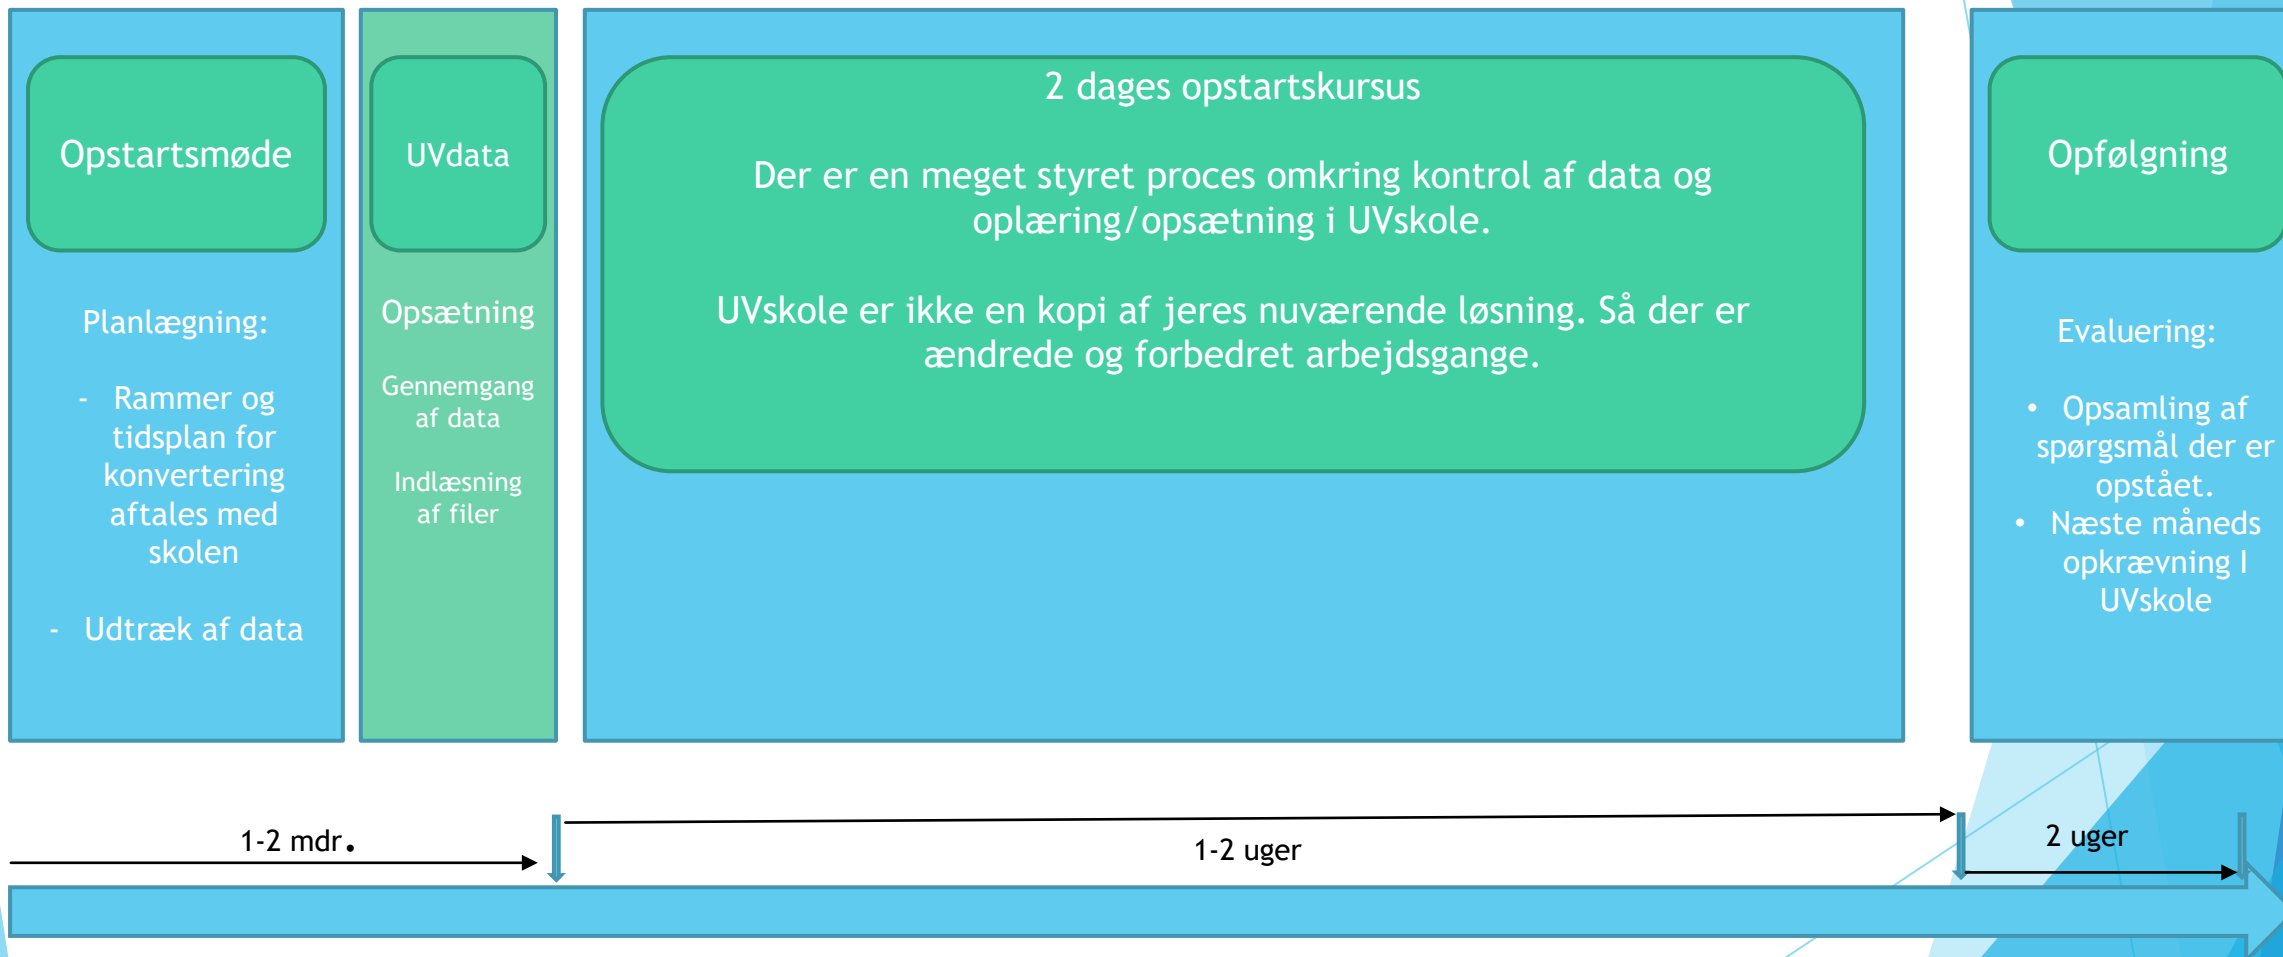 Opstartsmøde
Planlægning:
- Rammer og
tidsplan for
konvertering
aftales med
skolen
- Udtræk af data
UVdata
Opsætning
Gennemgang
af data
Indlæsning
af filer
2 dages opstartskursus
Der er en meget styret proces omkring kontrol af data og
oplæring/opsætning i UVskole.
UVskole er ikke en kopi af jeres nuværende løsning. Så der er
ændrede og forbedret arbejdsgange.
Opfølgning
Evaluering:
• Opsamling af
spørgsmål der er
opstået.
• Næste måneds
opkrævning I
UVskole
1-2 mdr.
1-2 uger
2 uger